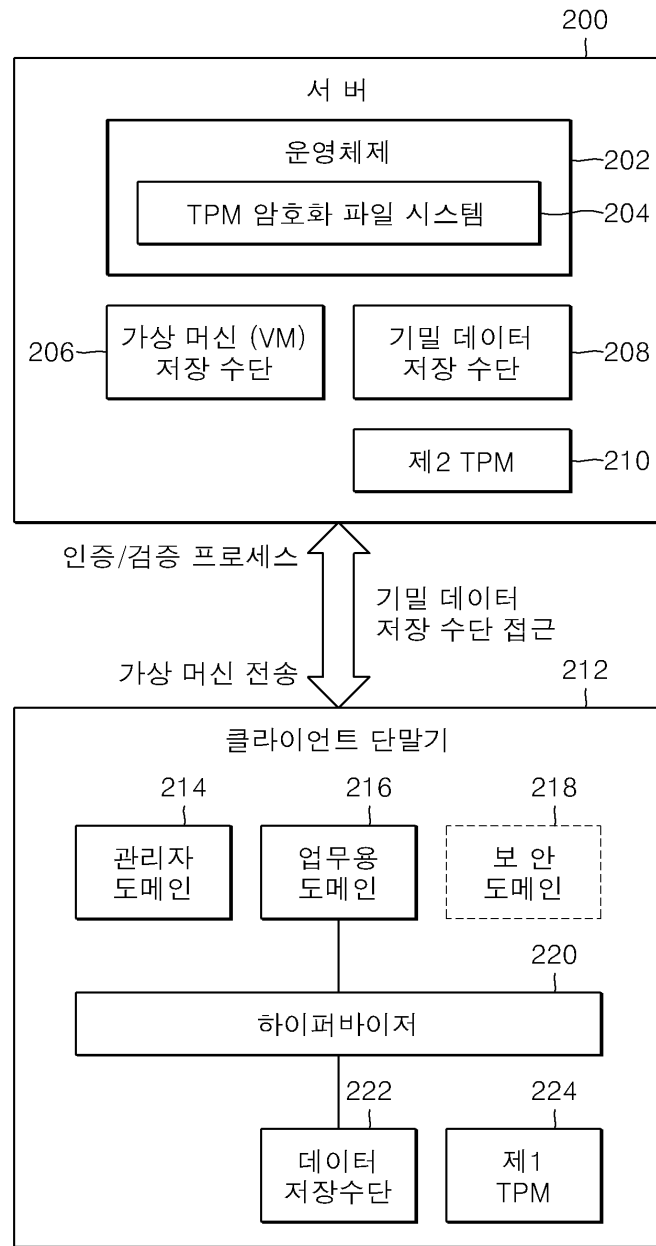 200
서 버
운영체제
202
TPM 암호화 파일 시스템
204
206
가상 머신 (VM)
저장 수단
기밀 데이터
저장 수단
208
제2 TPM
210
인증/검증 프로세스
기밀 데이터
저장 수단 접근
가상 머신 전송
212
클라이언트 단말기
214
216
218
관리자
도메인
업무용
도메인
보 안
도메인
220
하이퍼바이저
222
224
데이터
저장수단
제1
TPM